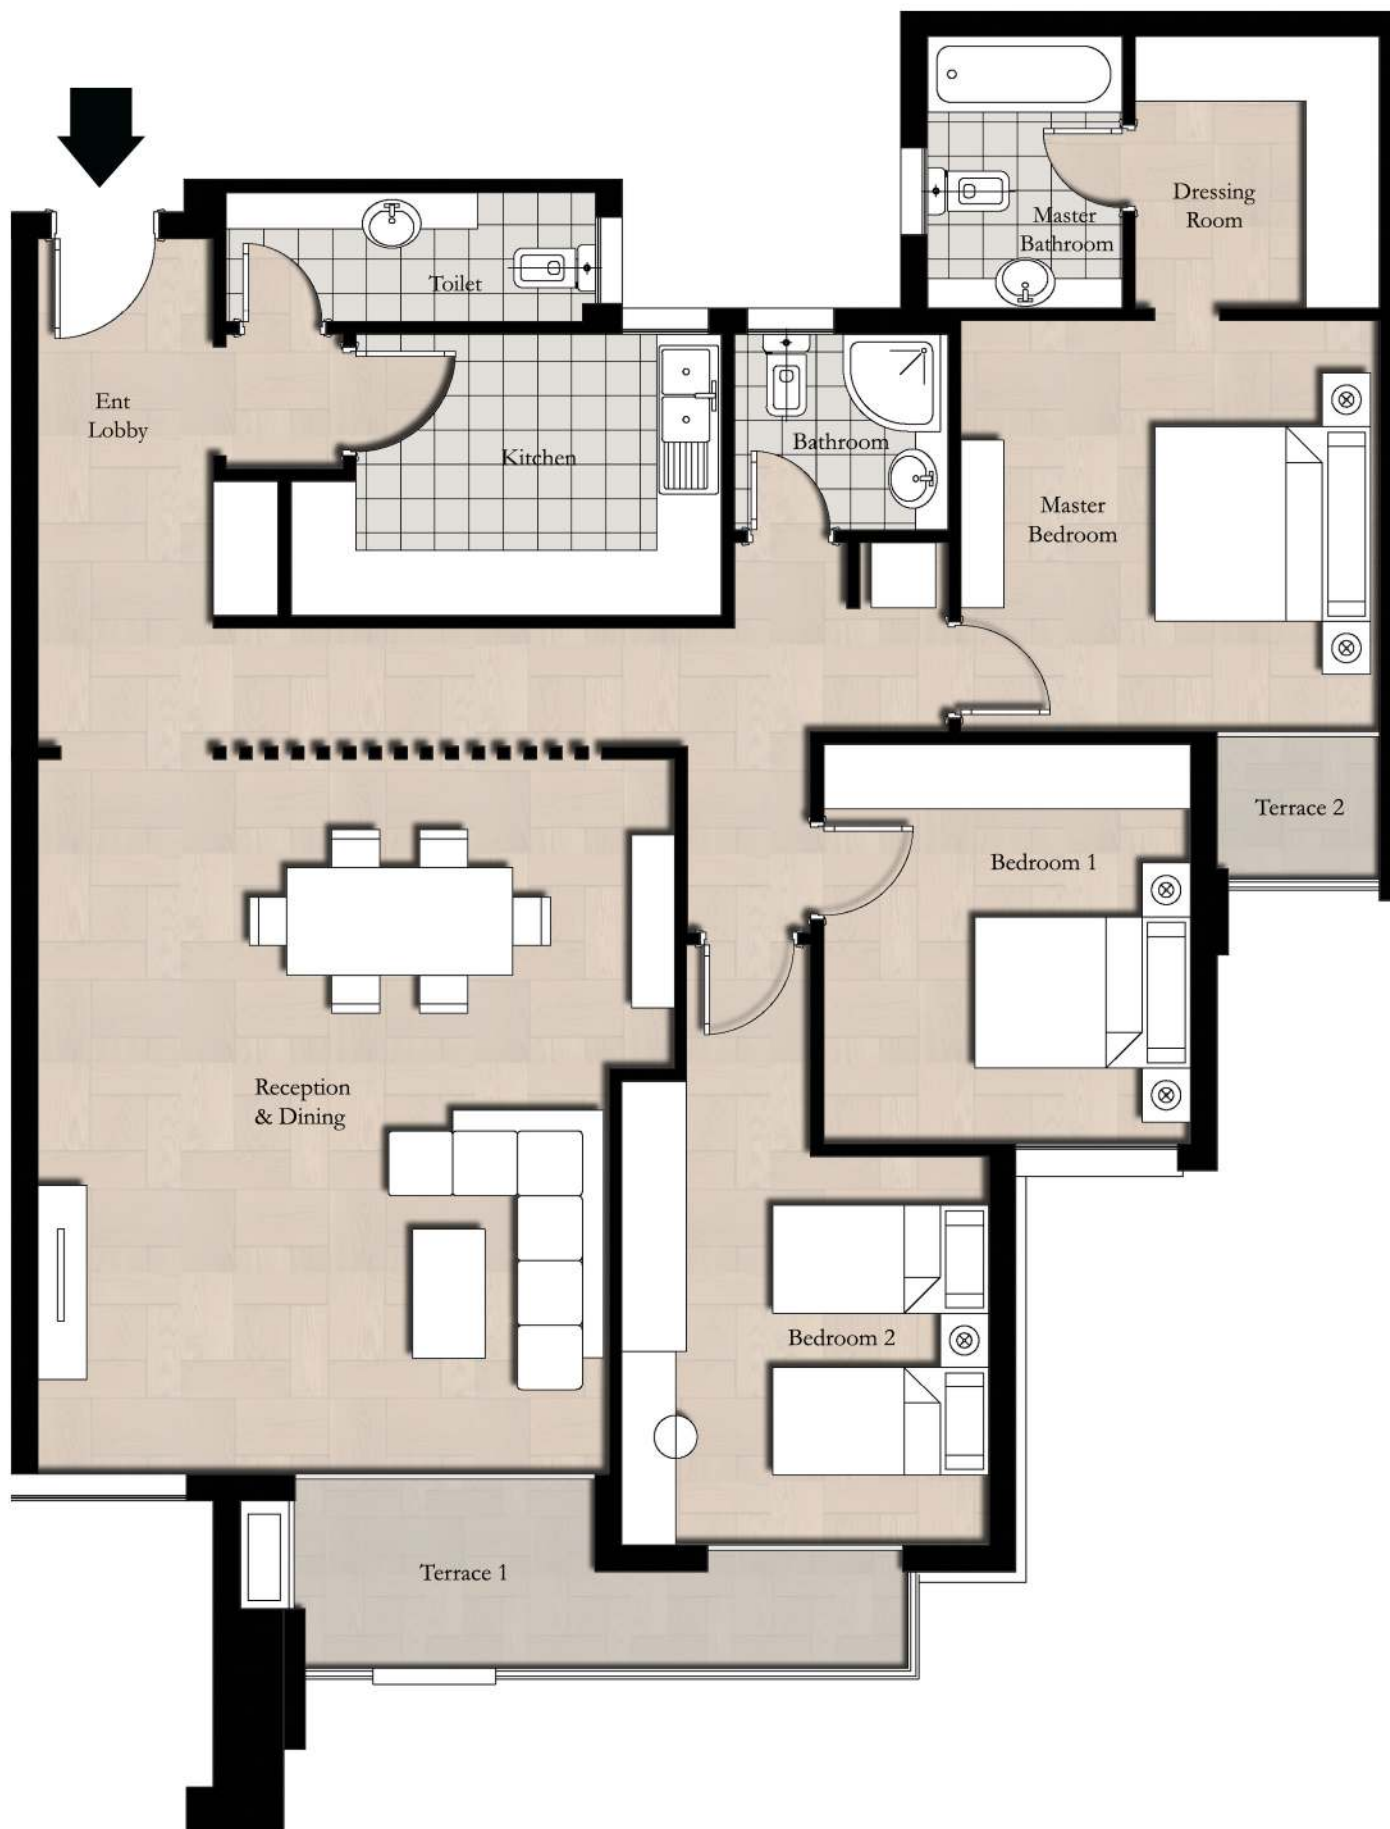 Dressing
Room
Master
Bathroom
Toilet
Ent
Lobby
Kitchen
Bathroom
Master
Bedroom
Terrace 2
Bedroom 1
Reception
& Dining
Bedroom 2
Terrace 1